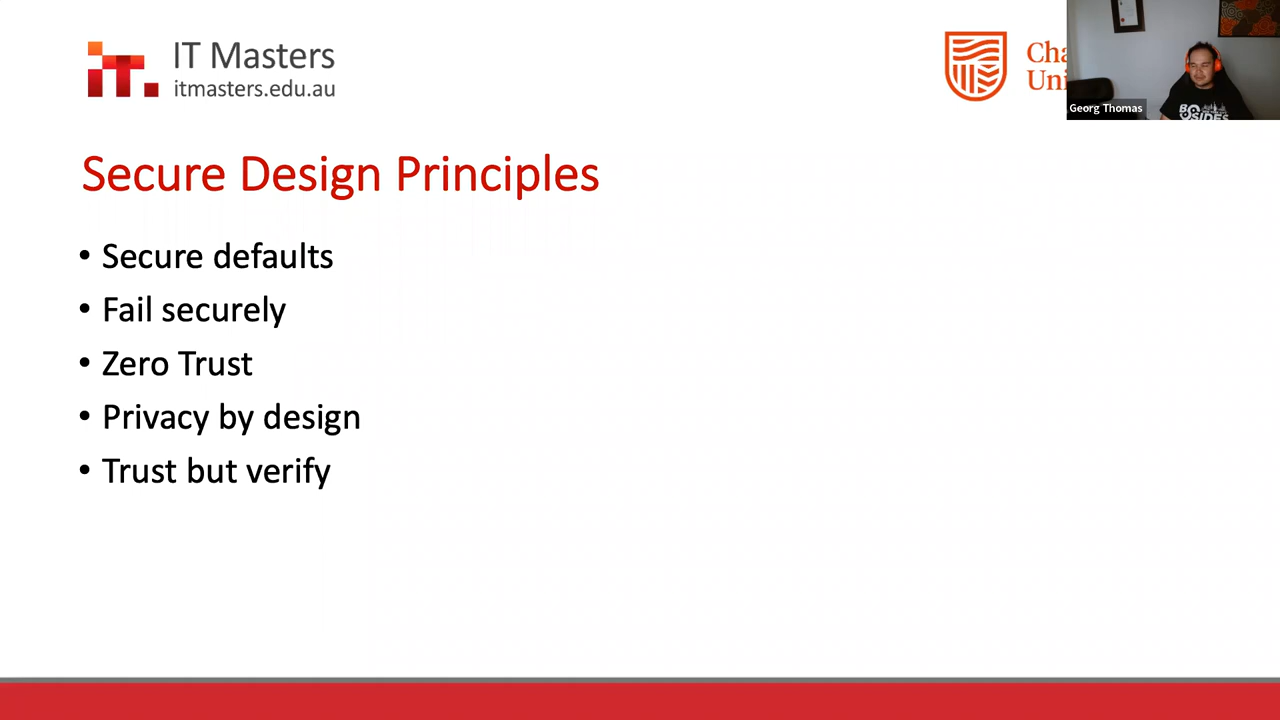 IT Masters
itmasters.edu.au
Georg Thomas
BSIDES
Secure Design Principles
• Secure defaults
• Fail securely
• Zero Trust
• Privacy by design
• Trust but verify